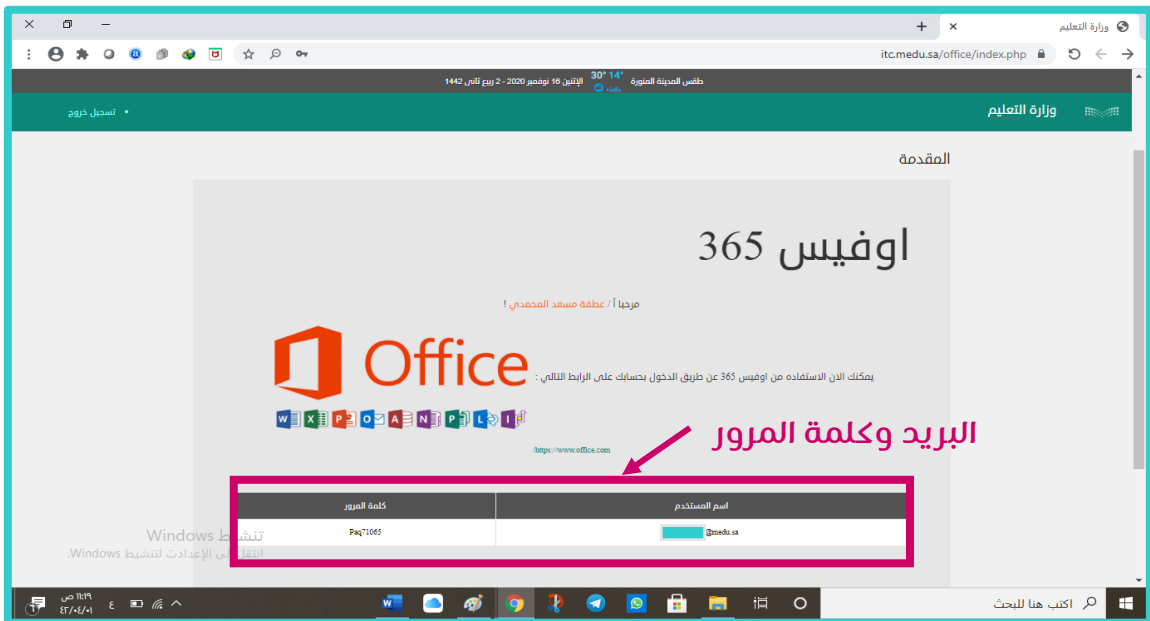 وزارة التعليم
itc.medu.sa/office/index.php
طقس المدينة المنورة 30° 14° الإثنين 16 نوفمبر 2020 - 2 ربيع ثاني 1442
وزارة التعليم
تسجيل خروج
المقدمة
اوفيس 365
مرحبا أ / عطفة مسعد المحمدي !
يمكنك الان الاستفاده من اوفيس 365 عن طريق الدخول بحسابك على الرابط التالي :
Office
https://www.office.com/
البريد وكلمة المرور
اسم المستخدم
كلمة المرور
@medu.sa
Paq71065
تنشيط Windows
انتقل إلى الإعدادات لتنشيط Windows.
اكتب هنا للبحث
ع
١١:١٩ ص